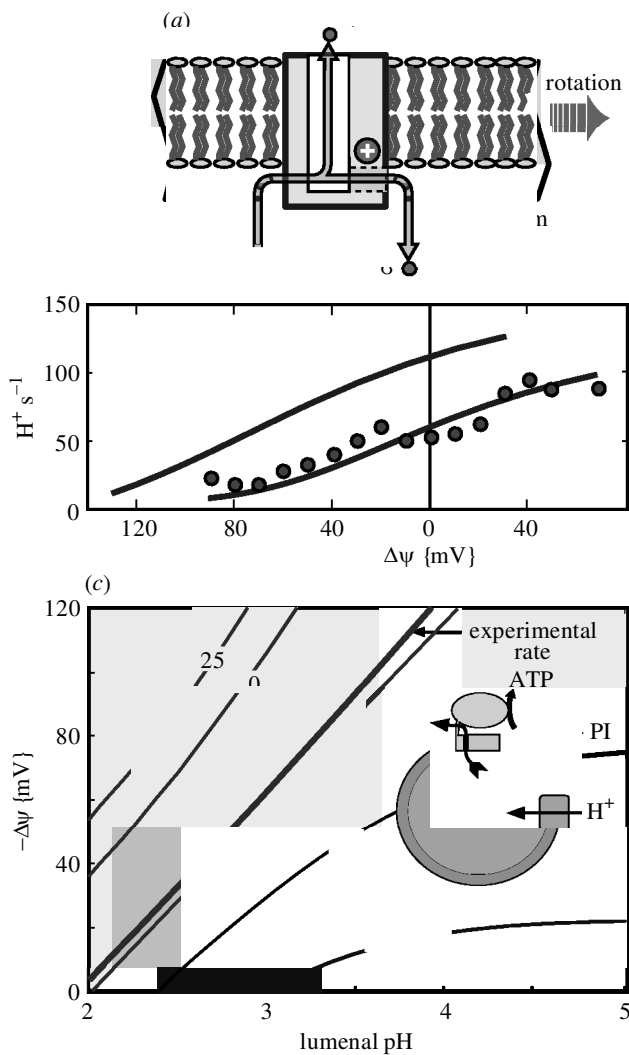 (a)
rotation
+
n
150
100
50
0
H⁺ s⁻¹
120
80
40
0
40
Δψ {mV}
(c)
120
80
40
0
−Δψ {mV}
25
0
experimental
rate
ATP
PI
H⁺
2
3
4
5
lumenal pH